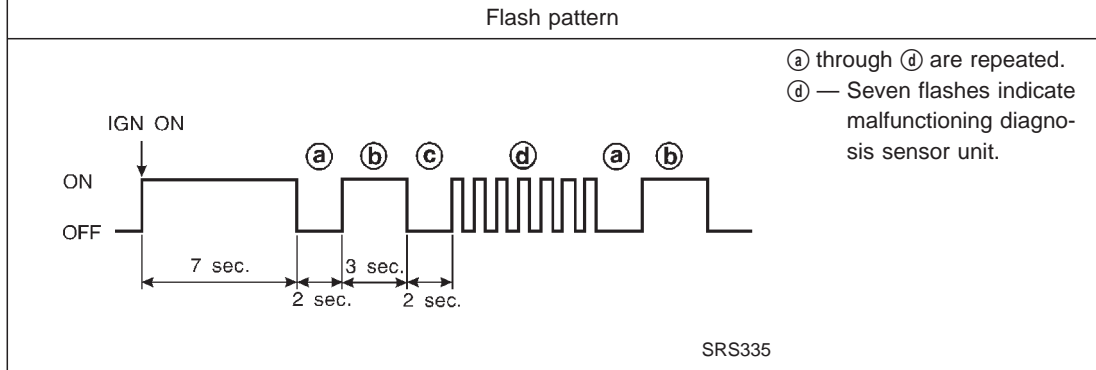 Flash pattern
ⓐ through ⓓ are repeated.
ⓓ — Seven flashes indicate
malfunctioning diagno-
sis sensor unit.
IGN ON
ⓐ ⓑ ⓒ ⓓ ⓐ ⓑ
ON
OFF
7 sec. 3 sec.
2 sec. 2 sec.
SRS335